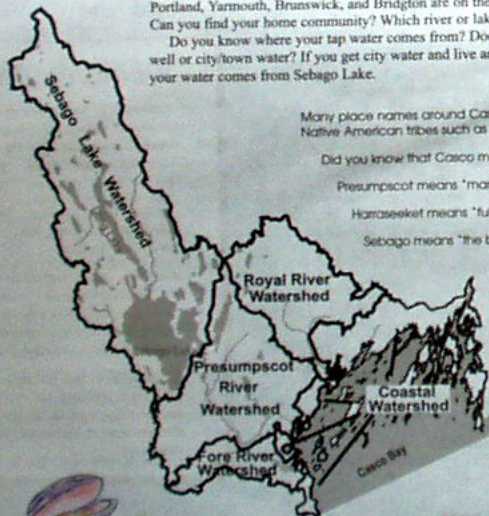 Portland, Yarmouth, Brunswick, and Bridgton are on the
Can you find your home community? Which river or lak
Do you know where your tap water comes from? Doe
well or city/town water? If you get city water and live a
your water comes from Sebago Lake.
Many place names around Ca
Native American tribes such as
Did you know that Casco m
Presumpscot means "mar
Harraseeket means "fu
Sebago means "the b
Sebago Lake Watershed
Royal River
Watershed
Presumpscot
River
Watershed
Coastal
Watershed
Fore River
Watershed
Casco Bay